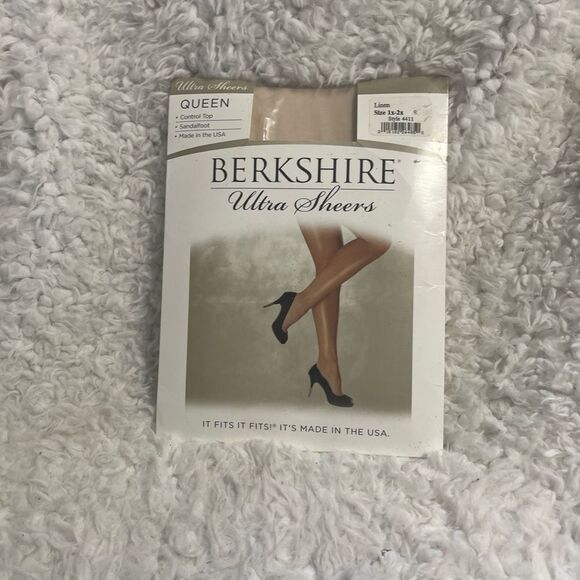 Ultra Sheers
QUEEN
• Control Top
• Sandalfoot
• Made in the USA
Linen
Size 1x-2x
Style 4411
BERKSHIRE®
Ultra Sheers
IT FITS IT FITS!® IT'S MADE IN THE USA.